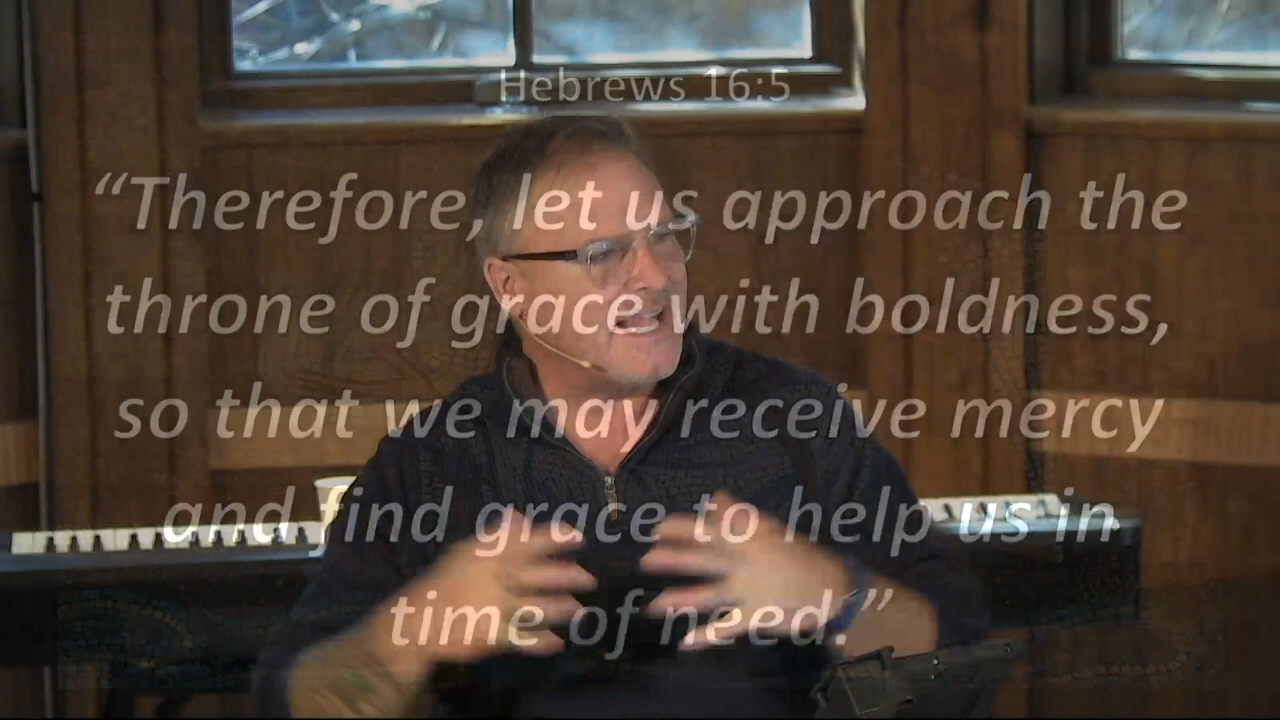 Hebrews 16:5
“Therefore, let us approach the
throne of grace with boldness,
so that we may receive mercy
and find grace to help us in
time of need.”